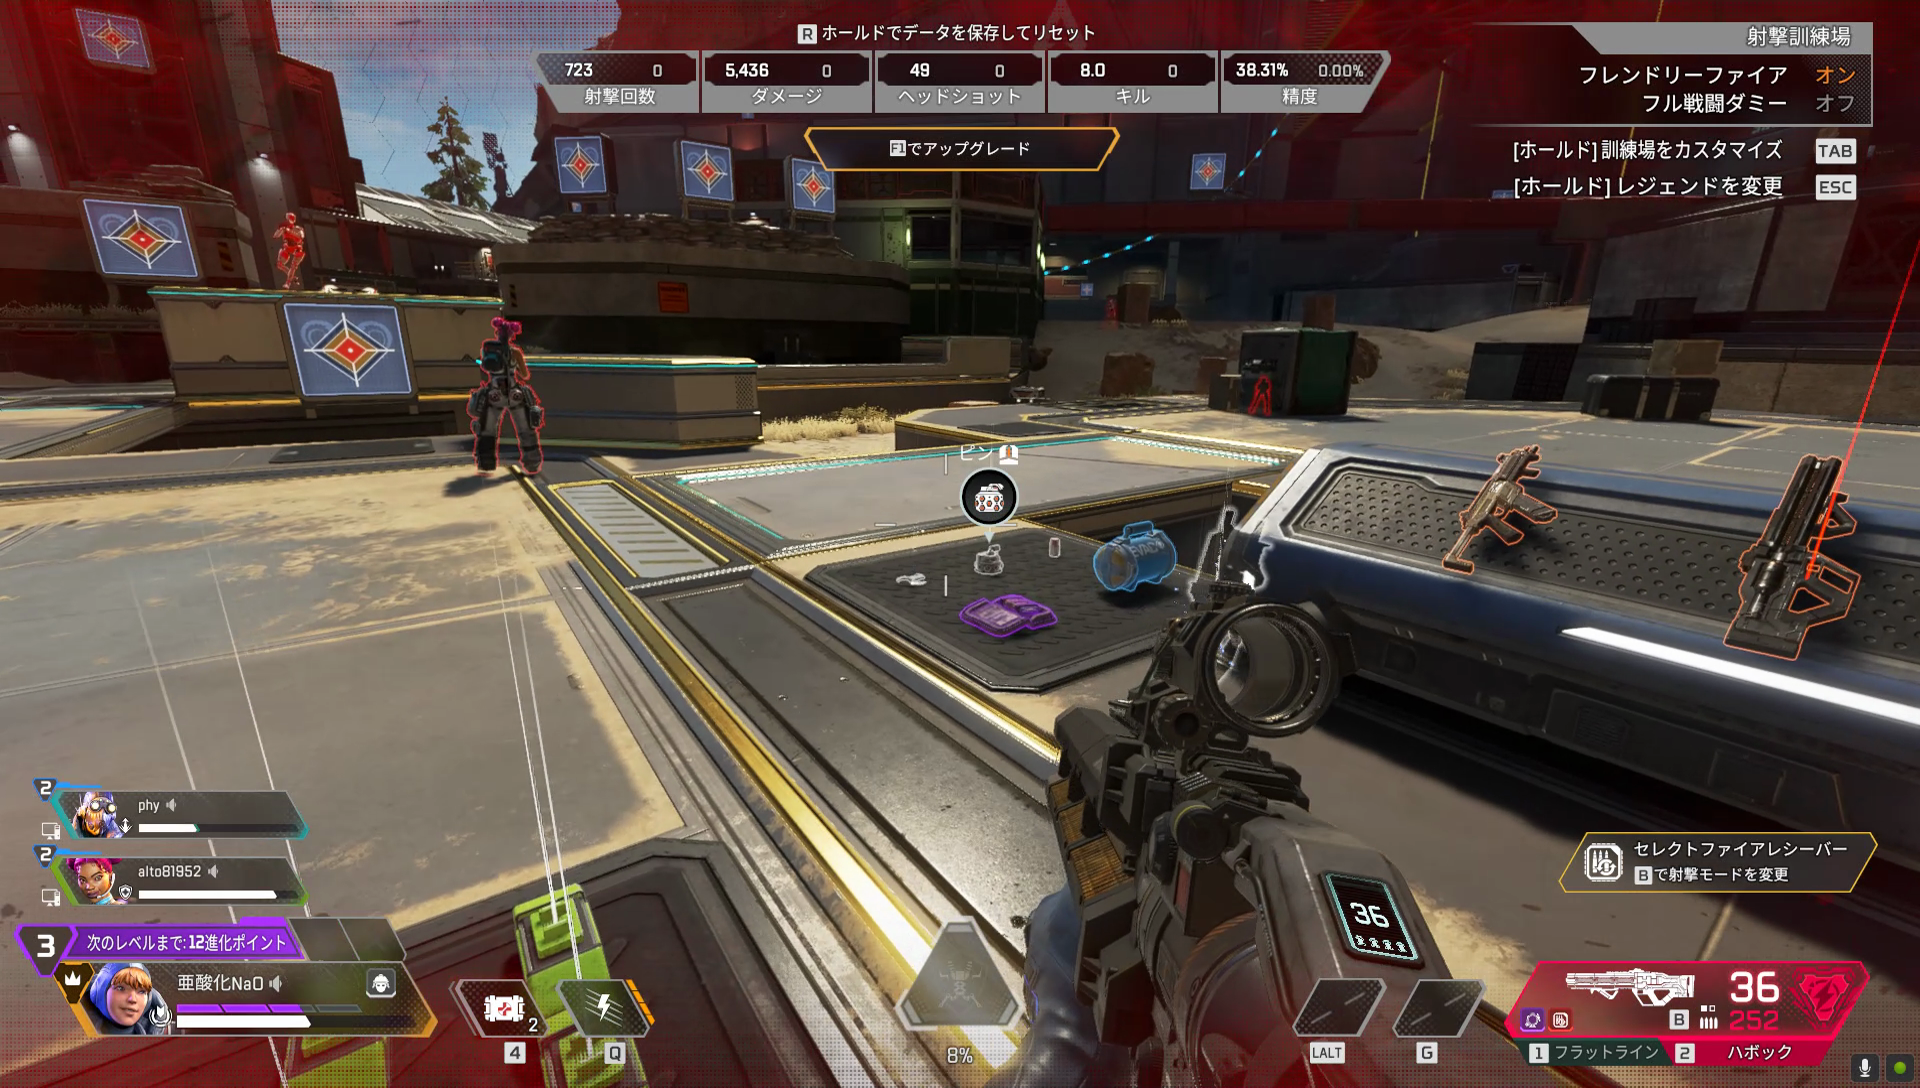 R ホールドでデータを保存してリセット
723 0
射撃回数
5,436 0
ダメージ
49 0
ヘッドショット
8.0 0
キル
38.31% 0.00%
精度
F1でアップグレード
射撃訓練場
フレンドリーファイア オン
フル戦闘ダミー オフ
[ホールド]訓練場をカスタマイズ TAB
[ホールド]レジェンドを変更 ESC
ピン
2
phy
2
alto81952
3
次のレベルまで:12進化ポイント
亜酸化NaO
2
4
Q
8%
LALT
G
36
セレクトファイアレシーバー
Bで射撃モードを変更
36
B
252
1 フラットライン
2 ハボック